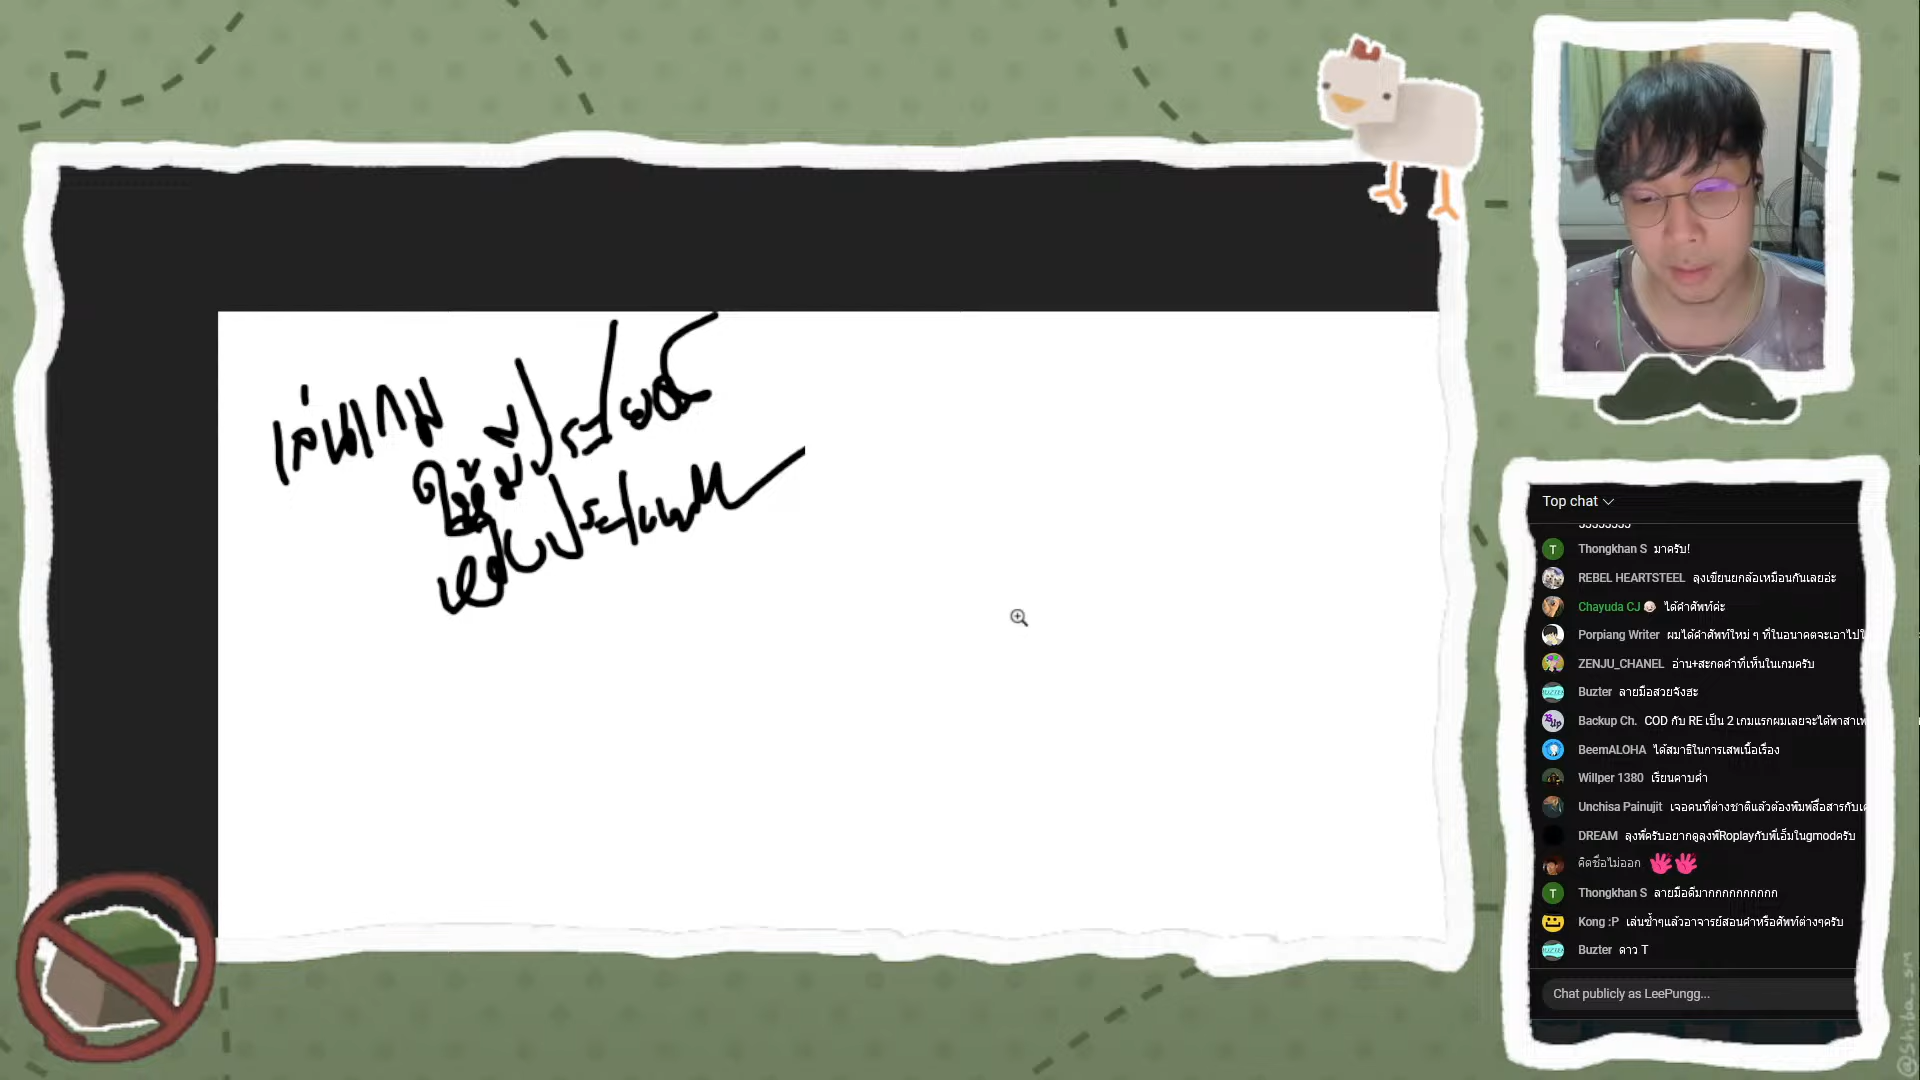 เล่นเกม
ให้มีประโยชน์
Top chat
55555555
T Thongkhan S มาครับ!
REBEL HEARTSTEEL ลุงเขียนยกล้อเหมือนกันเลยอ่ะ
Chayuda CJ ได้คำศัพท์ค่ะ
Porpiang Writer ผมได้คำศัพท์ใหม่ ๆ ที่ในอนาคตจะเอาไปใ
ZENJU_CHANEL อ่าน+สะกดคำที่เห็นในเกมครับ
Buzter ลายมือสวยจังฮะ
Backup Ch. COD กับ RE เป็น 2 เกมแรกผมเลยจะได้พาสาเพ
BeemALOHA ได้สมาธิในการเสพเนื้อเรื่อง
Willper 1380 เรียนคาบค่ำ
Unchisa Painujit เจอคนที่ต่างชาติแล้วต้องพิมพ์สื่อสารกับเค
DREAM ลุงพี่ครับอยากดูลุงพี่Roplayกับพี่เอ็มในgmodครับ
คิดชื่อไม่ออก
T Thongkhan S ลายมือดีมากกกกกกกกกก
Kong :P เล่นซ้ำๆแล้วอาจารย์สอนคำหรือศัพท์ต่างๆครับ
Buzter ดาว T
Chat publicly as LeePungg...
@Shiba_sm